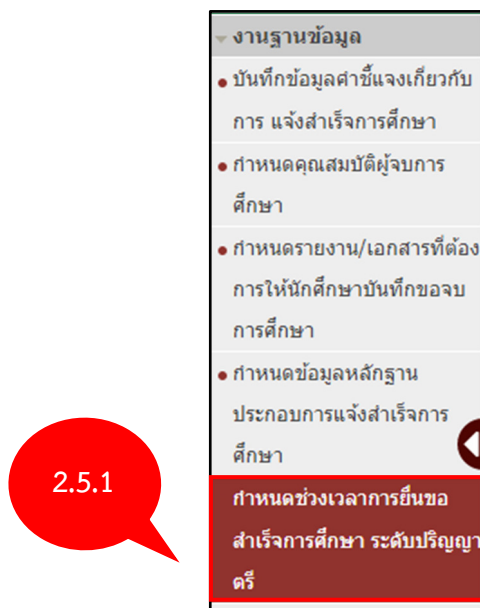 งานฐานข้อมูล
บันทึกข้อมูลคำชี้แจงเกี่ยวกับ
การ แจ้งสำเร็จการศึกษา
กำหนดคุณสมบัติผู้จบการ
ศึกษา
กำหนดรายงาน/เอกสารที่ต้อง
การให้นักศึกษาบันทึกขอจบ
การศึกษา
กำหนดข้อมูลหลักฐาน
ประกอบการแจ้งสำเร็จการ
ศึกษา
2.5.1
กำหนดช่วงเวลาการยื่นขอ
สำเร็จการศึกษา ระดับปริญญา
ตรี